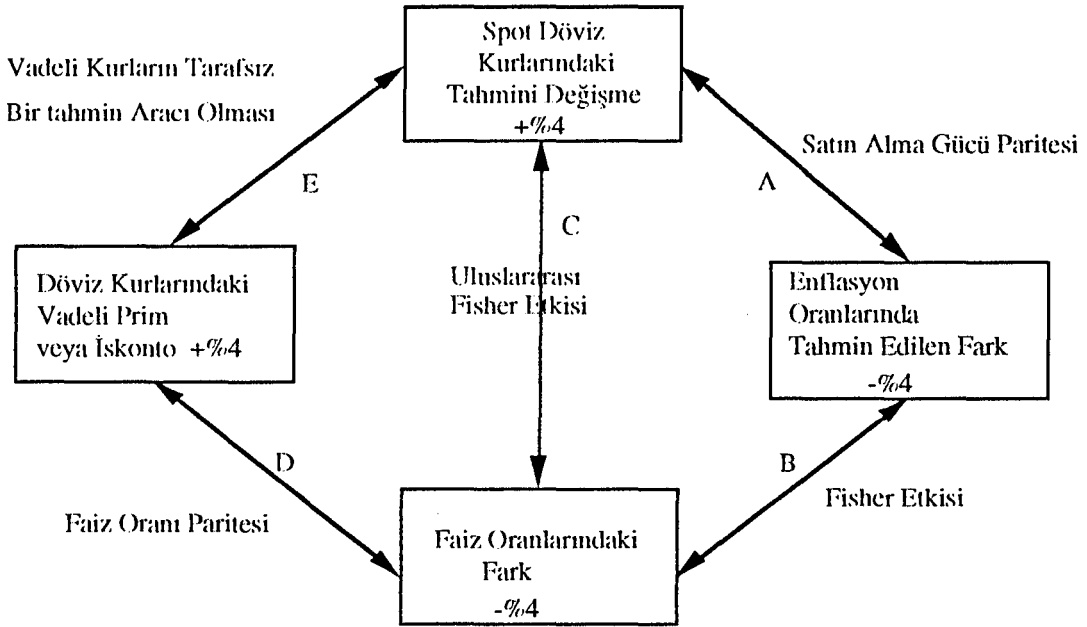 Spot Döviz
Kurlarındaki
Tahmini Değişme
+%4
Vadeli Kurların Tarafsız
Bir tahmin Aracı Olması
Satın Alma Gücü Paritesi
E
A
C
Uluslararası
Fisher Etkisi
Döviz Kurlarındaki
Vadeli Prim
veya İskonto +%4
Enflasyon
Oranlarında
Tahmin Edilen Fark
-%4
D
B
Faiz Oranı Paritesi
Fisher Etkisi
Faiz Oranlarındaki
Fark
-%4